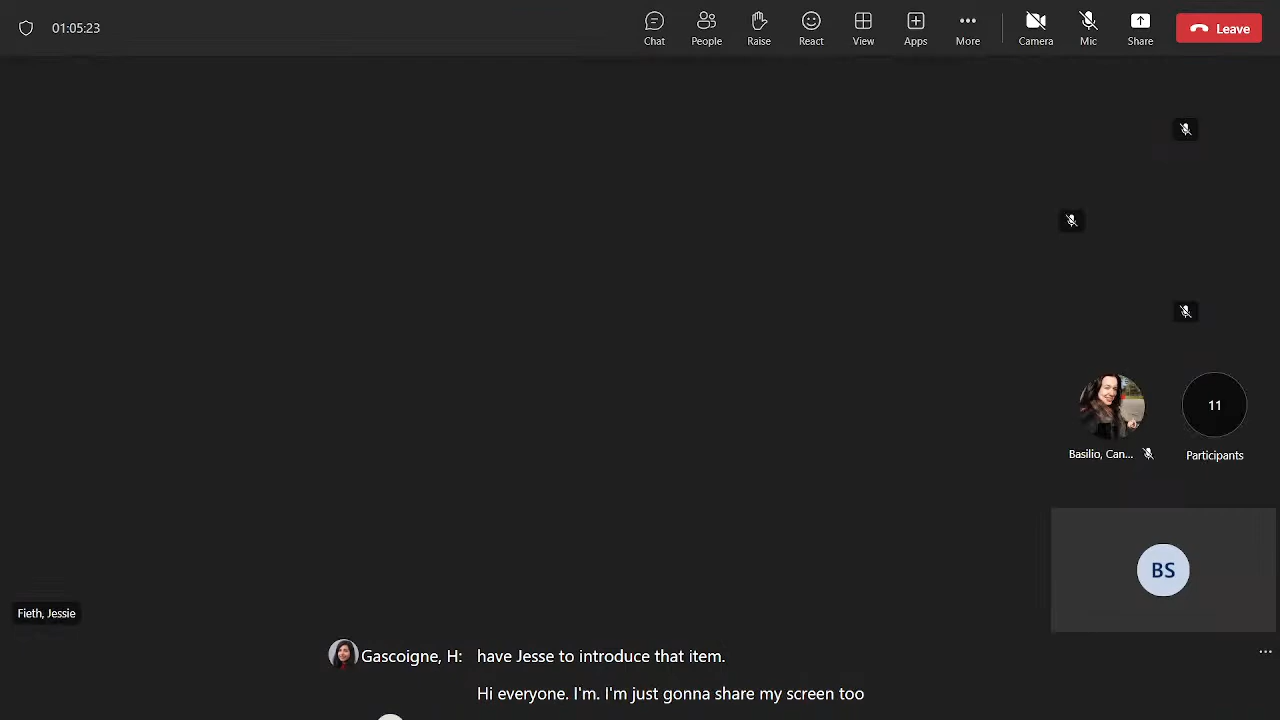 01:05:23
Chat
People
Raise
React
View
Apps
More
Camera
Mic
Share
Leave
11
Basilio, Can...
Participants
BS
Fieth, Jessie
Gascoigne, H: have Jesse to introduce that item.
Hi everyone. I'm. I'm just gonna share my screen too